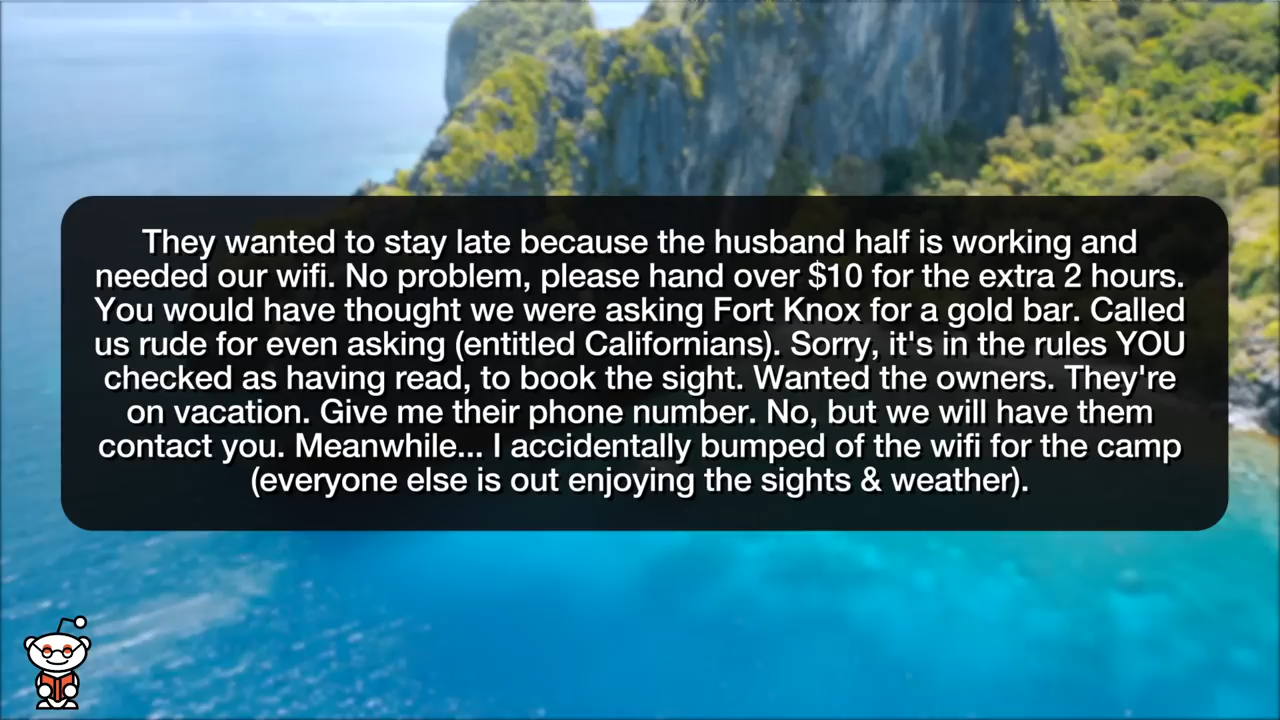 They wanted to stay late because the husband half is working and
needed our wifi. No problem, please hand over $10 for the extra 2 hours.
You would have thought we were asking Fort Knox for a gold bar. Called
us rude for even asking (entitled Californians). Sorry, it's in the rules YOU
checked as having read, to book the sight. Wanted the owners. They're
on vacation. Give me their phone number. No, but we will have them
contact you. Meanwhile... I accidentally bumped of the wifi for the camp
(everyone else is out enjoying the sights & weather).